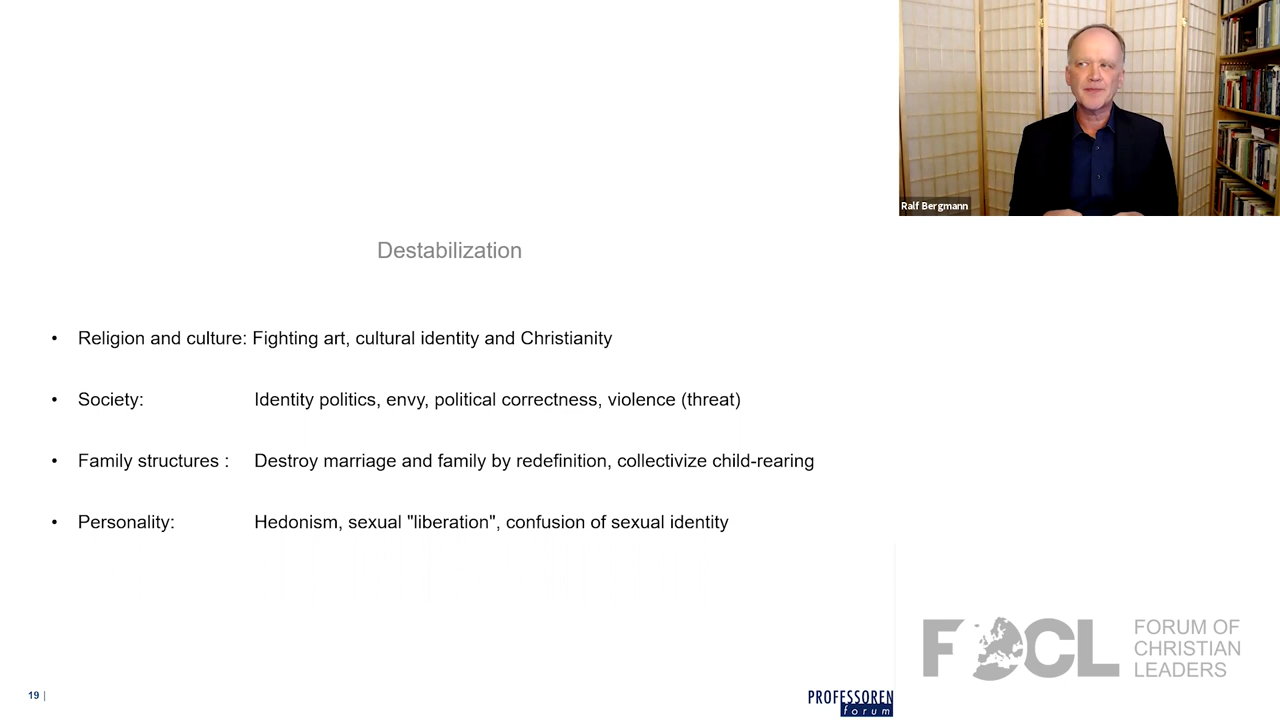 Ralf Bergmann
Destabilization
• Religion and culture: Fighting art, cultural identity and Christianity
• Society: Identity politics, envy, political correctness, violence (threat)
• Family structures : Destroy marriage and family by redefinition, collectivize child-rearing
• Personality: Hedonism, sexual "liberation", confusion of sexual identity
19 |
PROFESSOREN
forum
FOCL
FORUM OF
CHRISTIAN
LEADERS